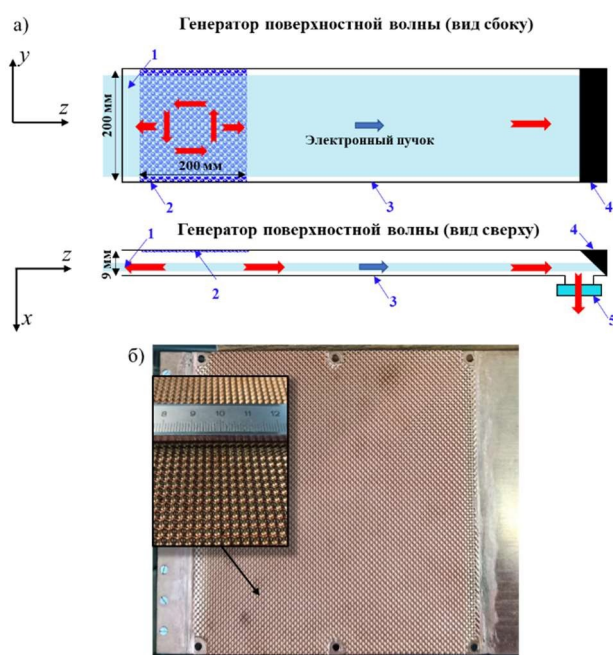 а)
Генератор поверхностной волны (вид сбоку)
1
y
z
200 мм
Электронный пучок
200 мм
2
3
4
Генератор поверхностной волны (вид сверху)
z
1
4
9 мм
2
3
x
5
б)
8 9 10 11 12